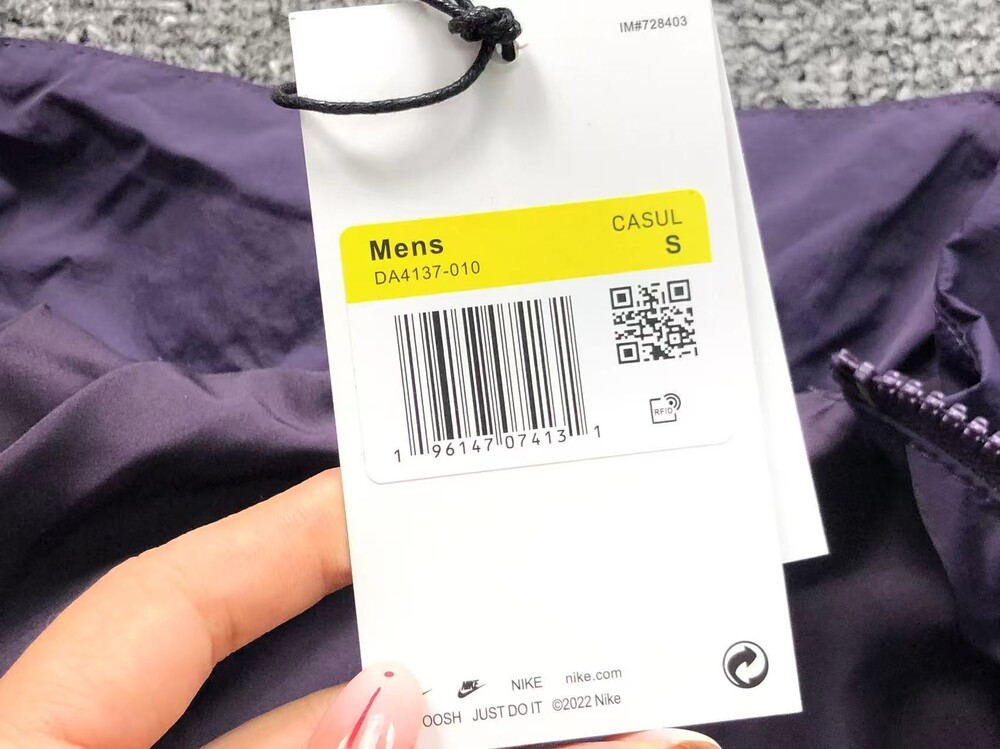 IM#728403
Mens
DA4137-010
CASUL
S
1 96147 07413 1
RFID
NIKE NIKE nike.com
OOSH JUST DO IT ©2022 Nike